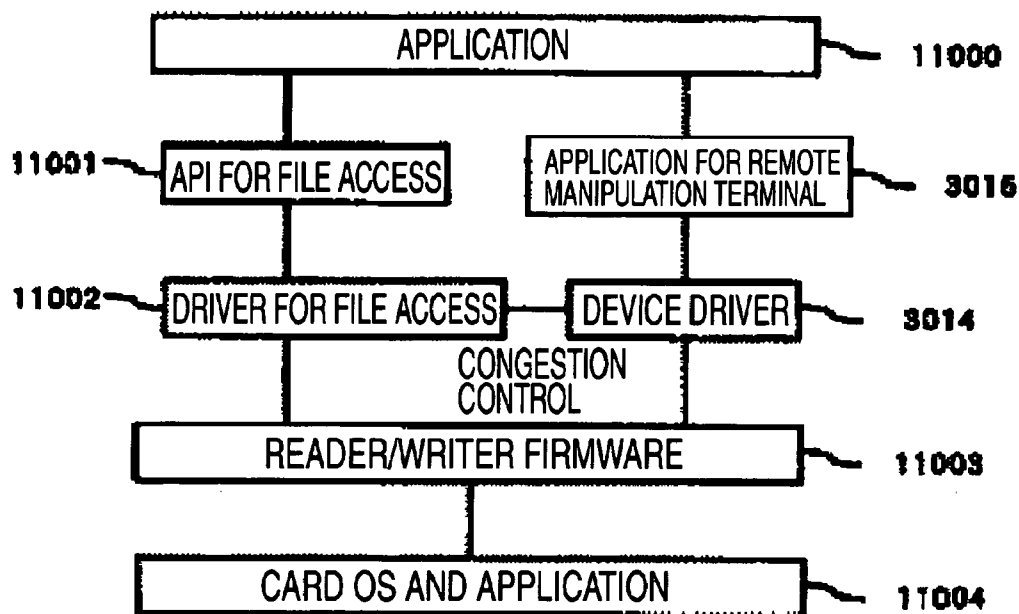 APPLICATION
11000
11001
API FOR FILE ACCESS
APPLICATION FOR REMOTE
MANIPULATION TERMINAL
3015
11002
DRIVER FOR FILE ACCESS
DEVICE DRIVER
3014
CONGESTION
CONTROL
READER/WRITER FIRMWARE
11003
CARD OS AND APPLICATION
11004